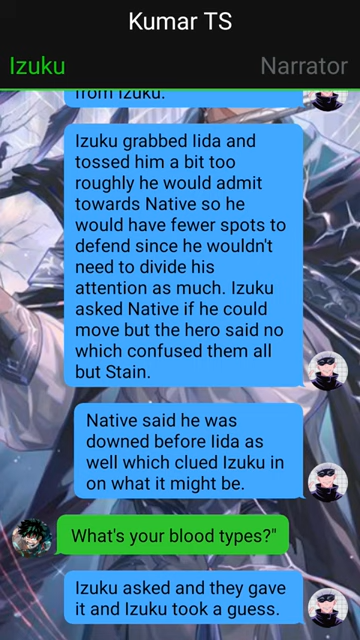 Kumar TS
Izuku
Narrator
from Izuku.
Izuku grabbed Iida and
tossed him a bit too
roughly he would admit
towards Native so he
would have fewer spots to
defend since he wouldn't
need to divide his
attention as much. Izuku
asked Native if he could
move but the hero said no
which confused them all
but Stain.
Native said he was
downed before Iida as
well which clued Izuku in
on what it might be.
What's your blood types?"
Izuku asked and they gave
it and Izuku took a guess.